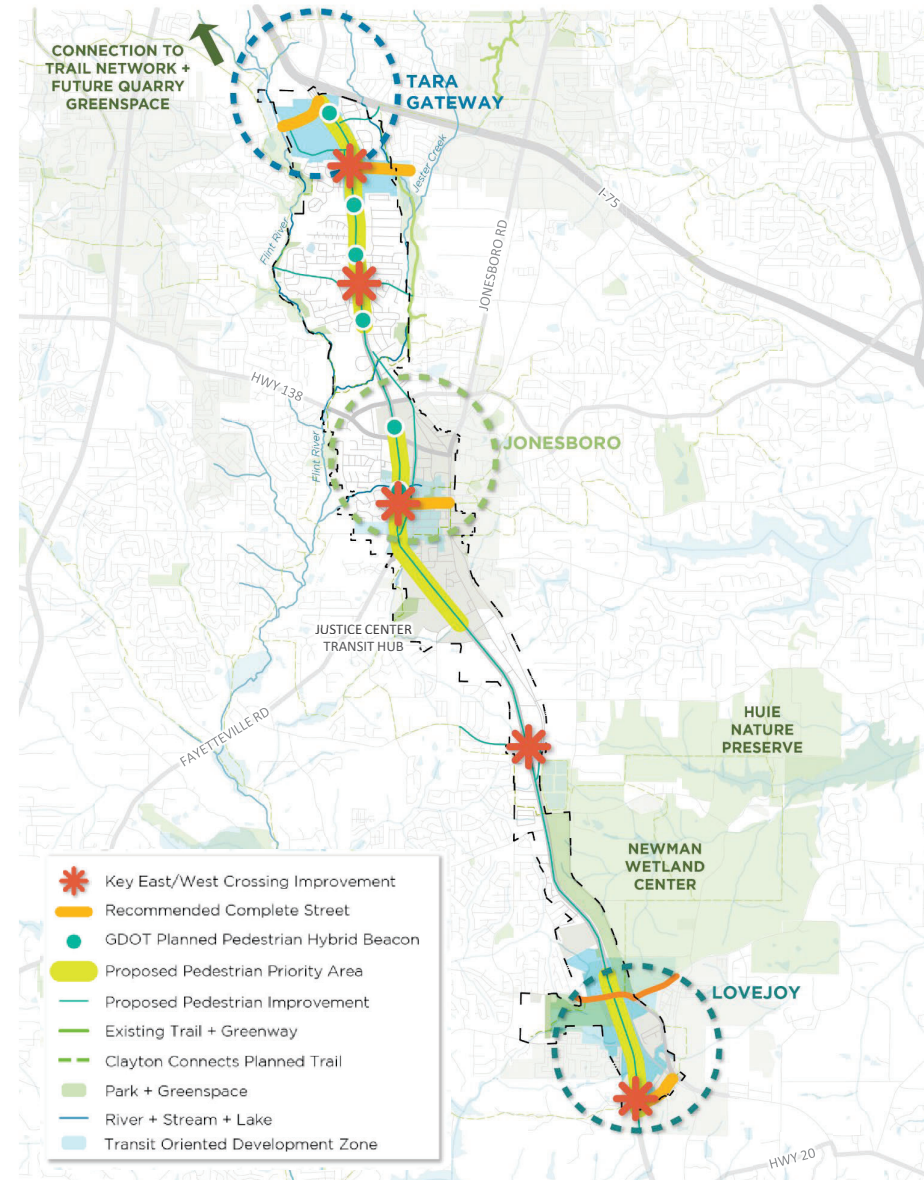 CONNECTION TO
TRAIL NETWORK +
FUTURE QUARRY
GREENSPACE
TARA
GATEWAY
Jester Creek
I-75
Flint River
JONESBORO RD
HWY 138
JONESBORO
Flint River
JUSTICE CENTER
TRANSIT HUB
FAYETTEVILLE RD
HUIE
NATURE
PRESERVE
NEWMAN
WETLAND
CENTER
LOVEJOY
HWY 20
Key East/West Crossing Improvement
Recommended Complete Street
GDOT Planned Pedestrian Hybrid Beacon
Proposed Pedestrian Priority Area
Proposed Pedestrian Improvement
Existing Trail + Greenway
Clayton Connects Planned Trail
Park + Greenspace
River + Stream + Lake
Transit Oriented Development Zone